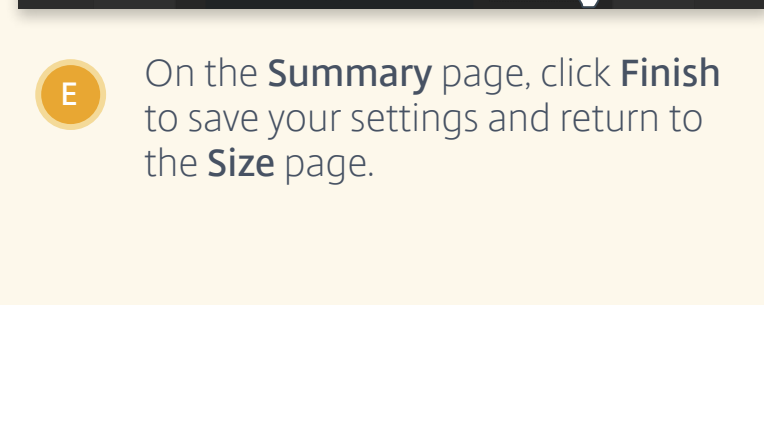 E
On the Summary page, click Finish
to save your settings and return to
the Size page.